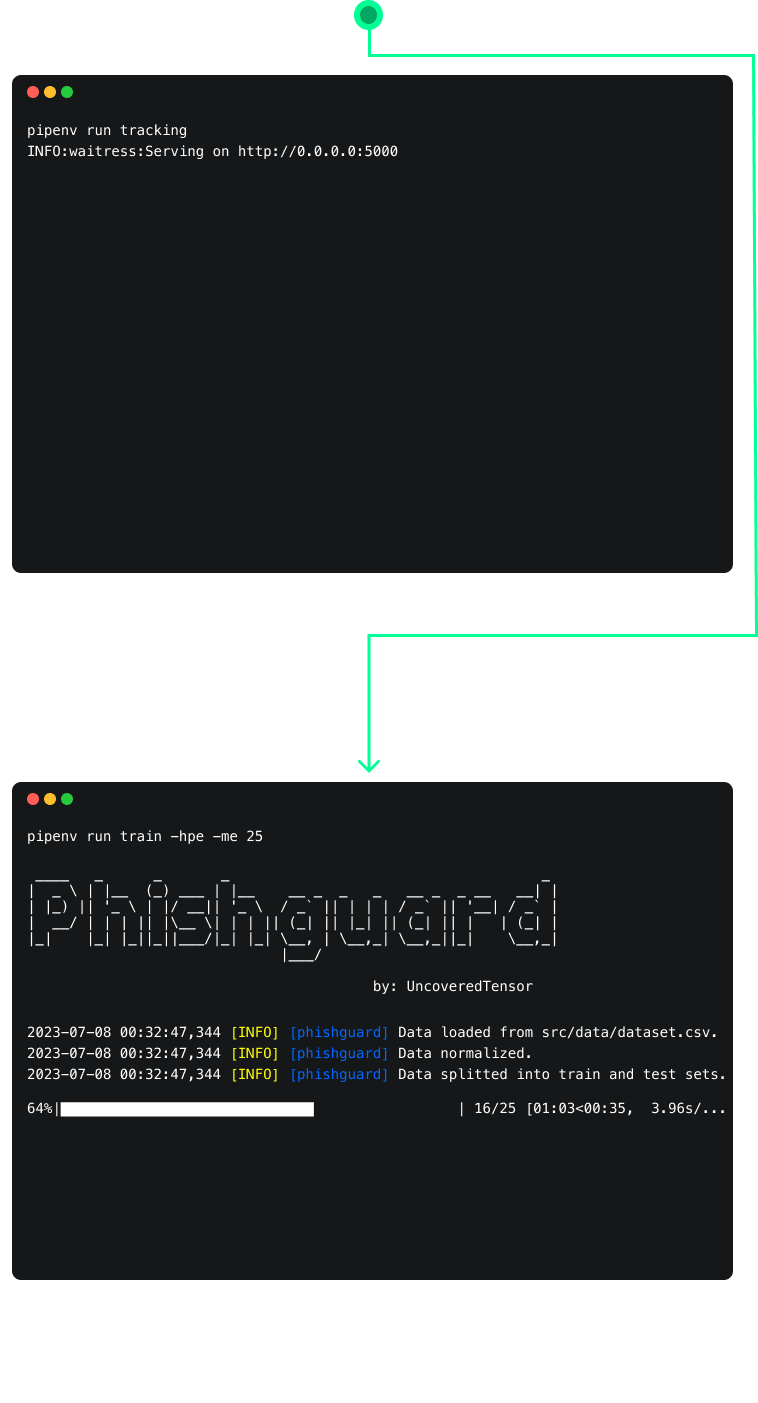 pipenv run tracking
INFO:waitress:Serving on http://0.0.0.0:5000
pipenv run train -hpe -me 25
Phishguard
by: UncoveredTensor
2023-07-08 00:32:47,344 [INFO] [phishguard] Data loaded from src/data/dataset.csv.
2023-07-08 00:32:47,344 [INFO] [phishguard] Data normalized.
2023-07-08 00:32:47,344 [INFO] [phishguard] Data splitted into train and test sets.
64%| | 16/25 [01:03<00:35, 3.96s/...